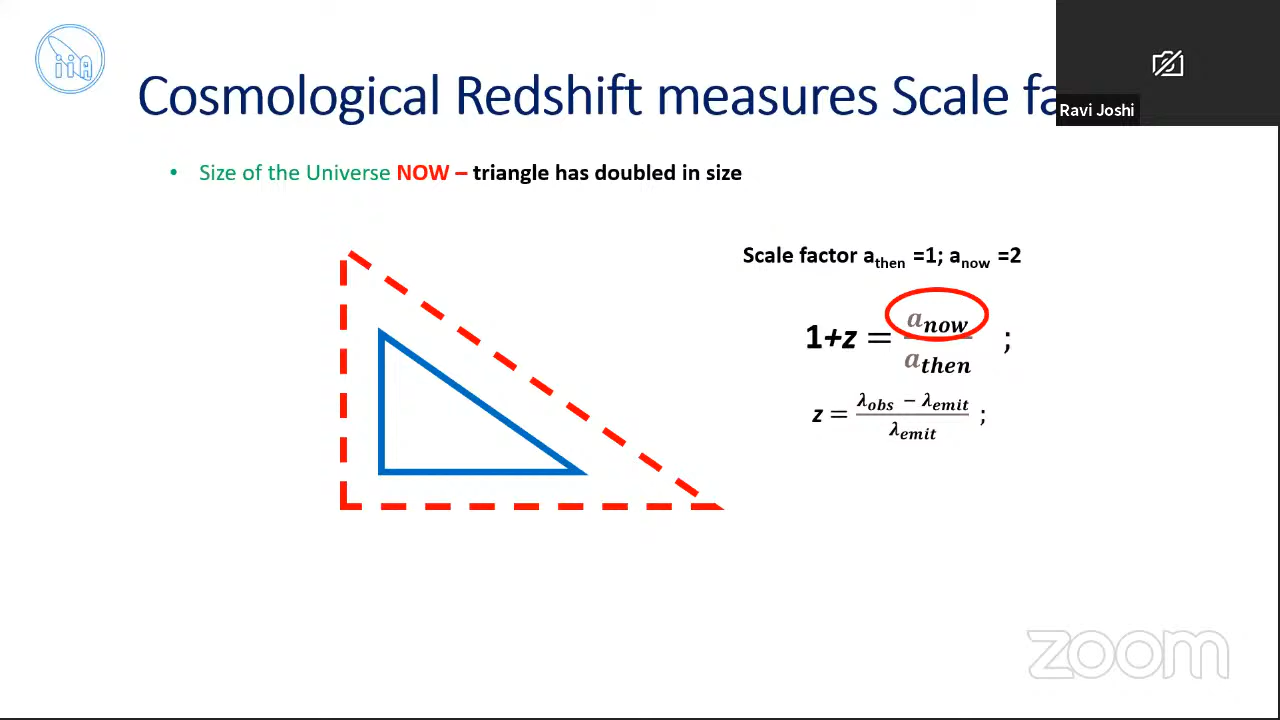 iiA
Cosmological Redshift measures Scale fa
Ravi Joshi
• Size of the Universe NOW – triangle has doubled in size
Scale factor a_then =1; a_now =2
1+z = a_now / a_then ;
z = λ_obs − λ_emit / λ_emit ;
zoom